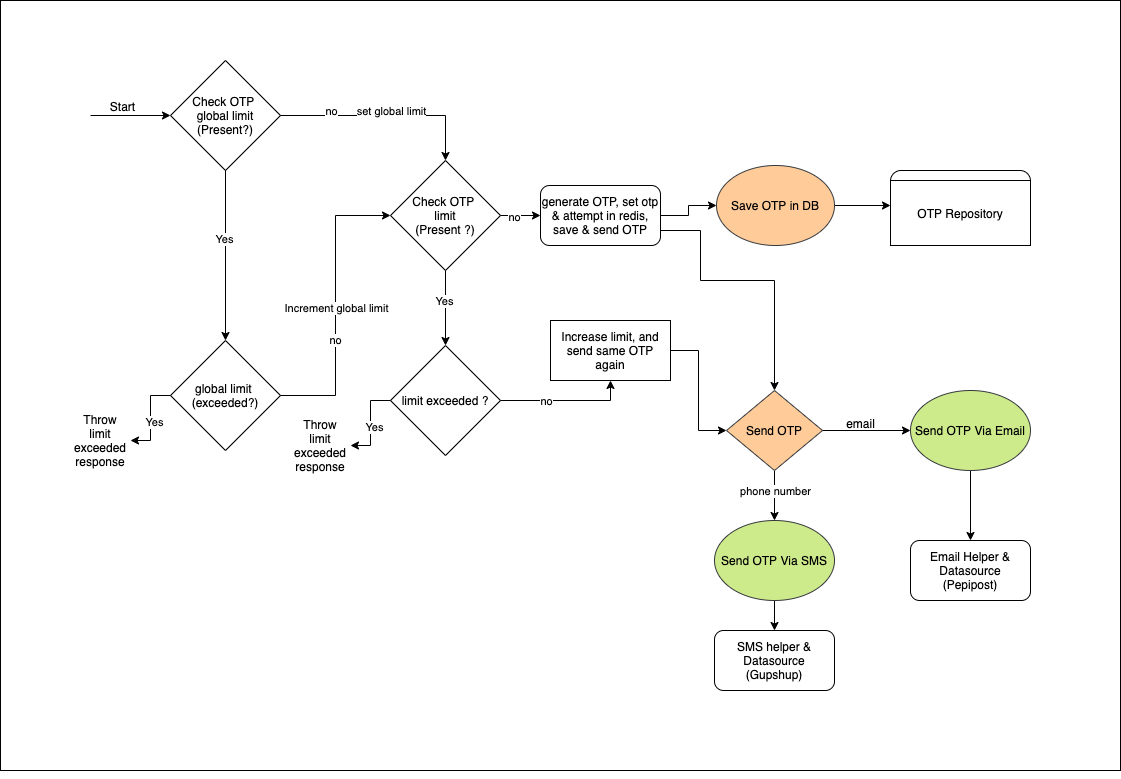 Start
Check OTP
global limit
(Present?)
no
set global limit
Check OTP
limit
(Present ?)
no
generate OTP, set otp
& attempt in redis,
save & send OTP
Save OTP in DB
OTP Repository
Yes
Increment global limit
no
Yes
Increase limit, and
send same OTP
again
global limit
(exceeded?)
Yes
Throw
limit
exceeded
response
limit exceeded ?
no
Yes
Throw
limit
exceeded
response
Send OTP
email
Send OTP Via Email
phone number
Send OTP Via SMS
Email Helper &
Datasource
(Pepipost)
SMS helper &
Datasource
(Gupshup)